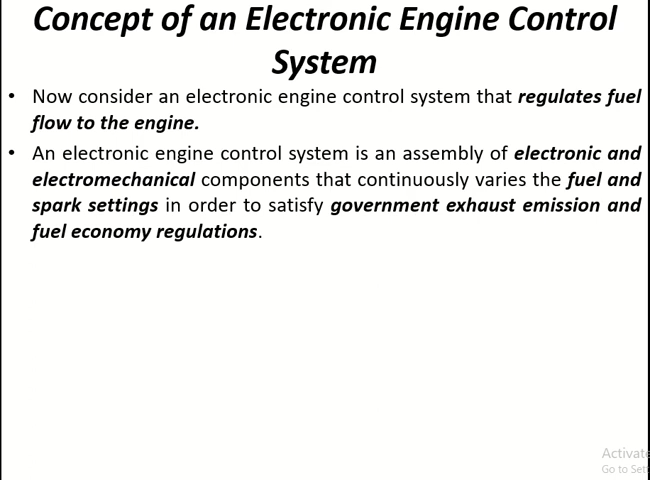 Concept of an Electronic Engine Control
System
• Now consider an electronic engine control system that regulates fuel
flow to the engine.
• An electronic engine control system is an assembly of electronic and
electromechanical components that continuously varies the fuel and
spark settings in order to satisfy government exhaust emission and
fuel economy regulations.
Activate
Go to Set